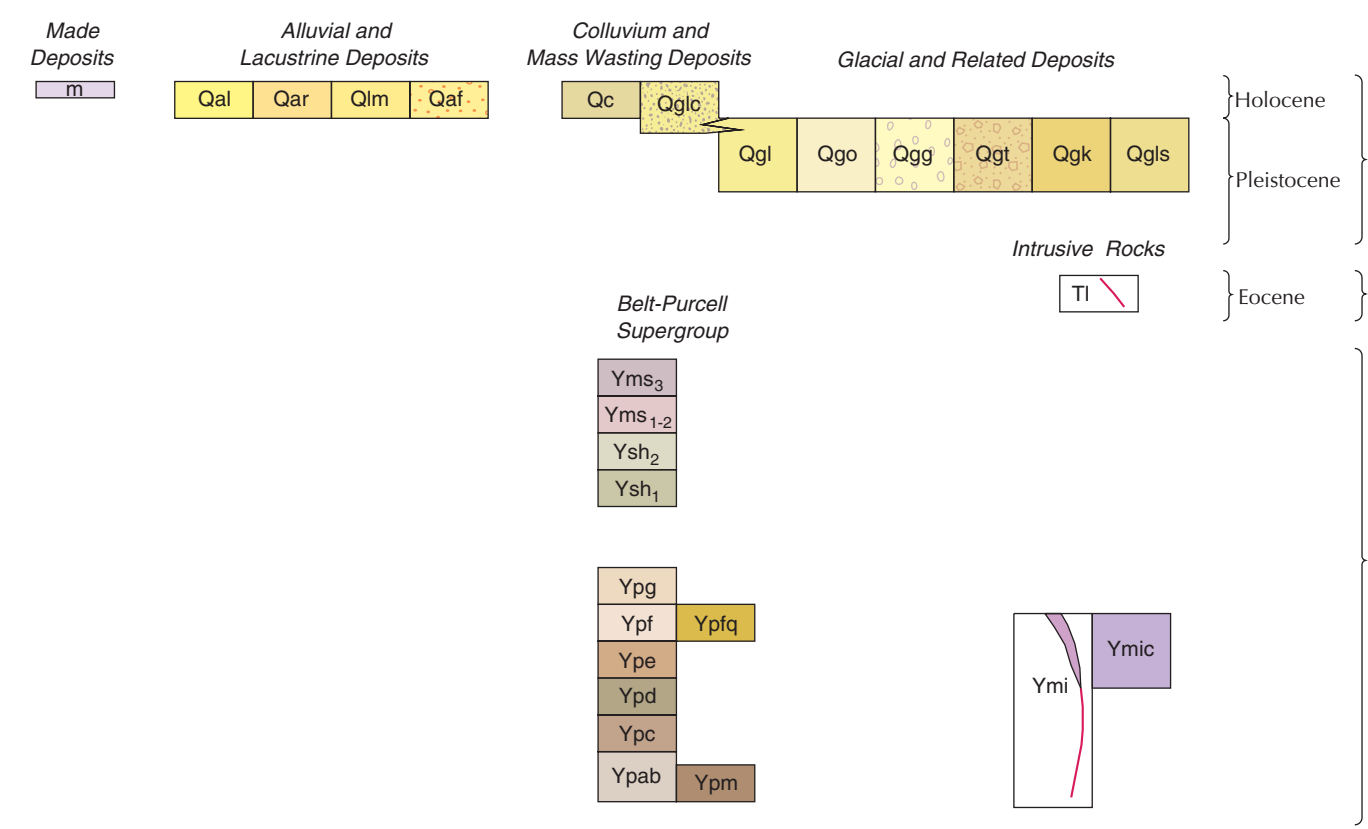 Made
Deposits
Alluvial and
Lacustrine Deposits
Colluvium and
Mass Wasting Deposits
Glacial and Related Deposits
m
Qal
Qar
Qlm
Qaf
Qc
Qglc
Holocene
Qgl
Qgo
Qgg
Qgt
Qgk
Qgls
Pleistocene
Intrusive Rocks
Tl
Eocene
Belt-Purcell
Supergroup
Yms3
Yms1-2
Ysh2
Ysh1
Ypg
Ypf
Ypfq
Ype
Ypd
Ypc
Ypab
Ypm
Ymi
Ymic